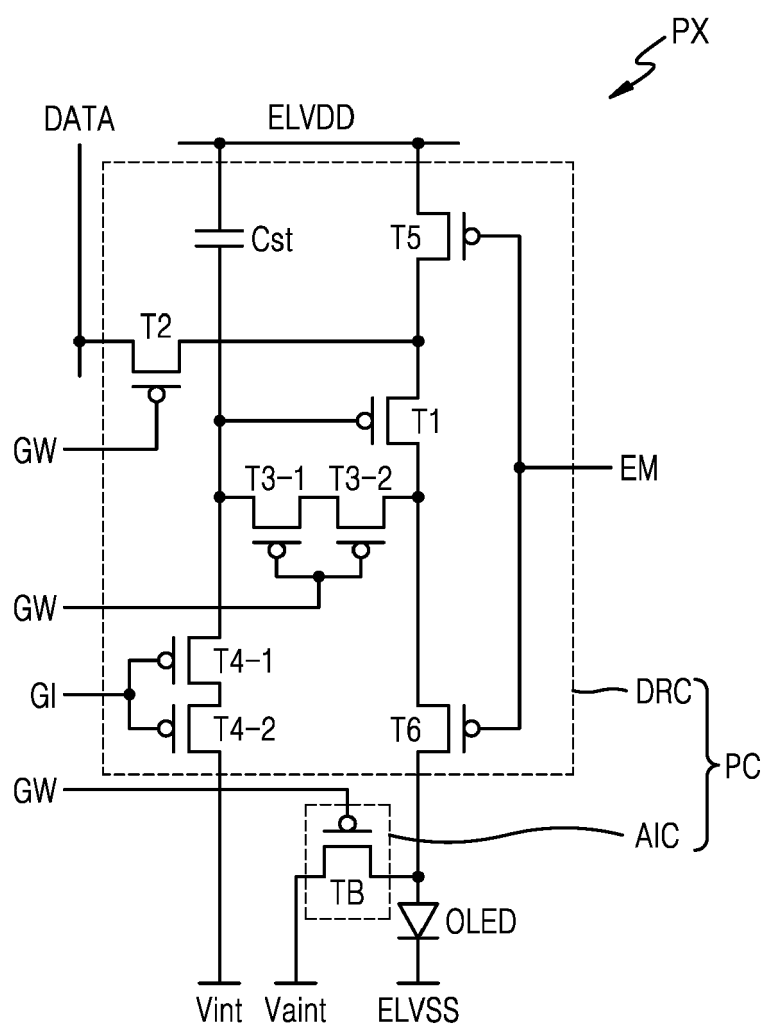 PX
DATA
ELVDD
Cst
T5
T2
T1
GW
T3-1
T3-2
EM
GW
T4-1
GI
DRC
T4-2
T6
PC
GW
AIC
TB
OLED
Vint
Vaint
ELVSS